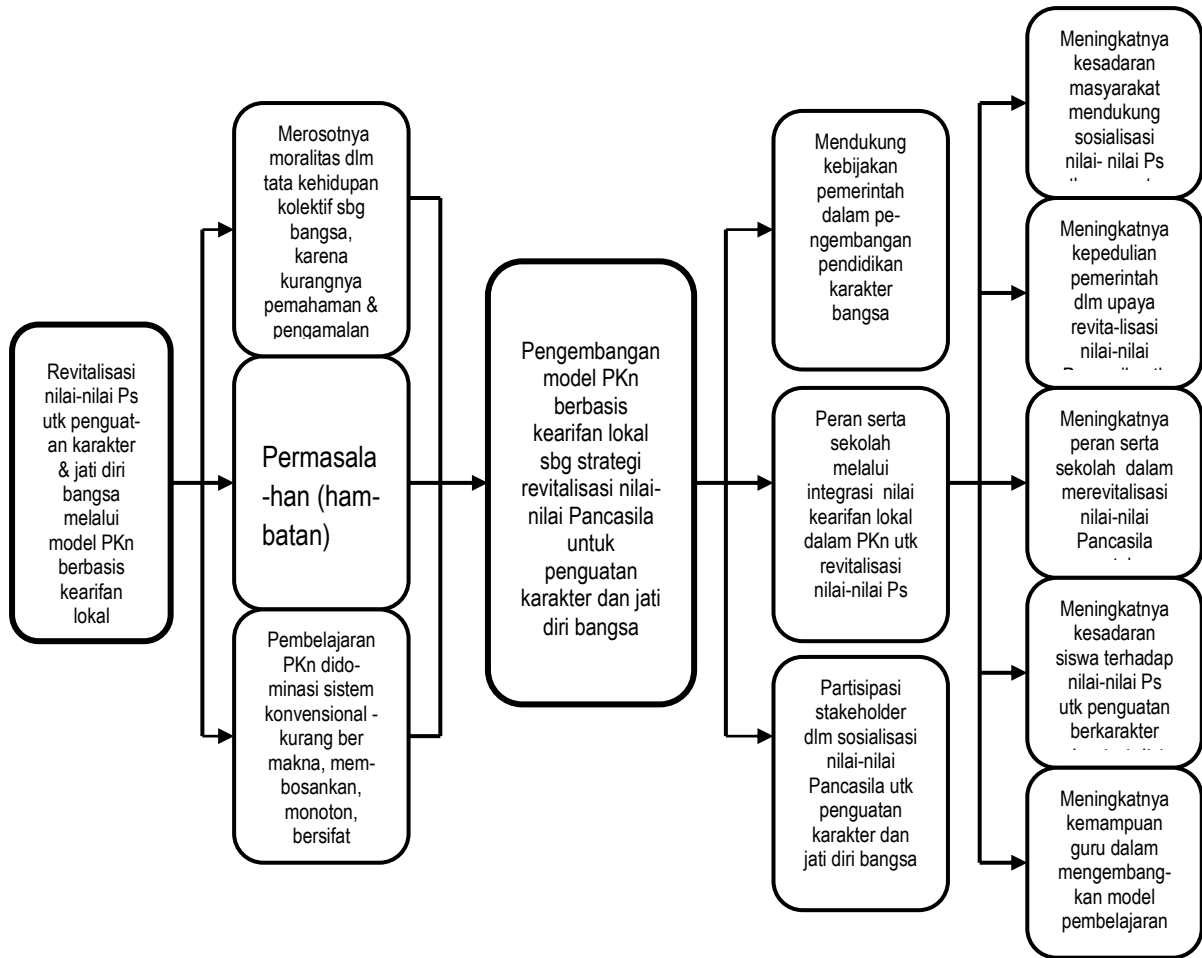 Revitalisasi
nilai-nilai Ps
utk penguat-
an karakter
& jati diri
bangsa
melalui
model PKn
berbasis
kearifan
lokal
Merosotnya
moralitas dlm
tata kehidupan
kolektif sbg
bangsa,
karena
kurangnya
pemahaman &
pengamalan
Permasala
-han (ham-
batan)
Pembelajaran
PKn dido-
minasi sistem
konvensional -
kurang ber
makna, mem-
bosankan,
monoton,
bersifat
Pengembangan
model PKn
berbasis
kearifan lokal
sbg strategi
revitalisasi nilai-
nilai Pancasila
untuk
penguatan
karakter dan jati
diri bangsa
Mendukung
kebijakan
pemerintah
dalam pe-
ngembangan
pendidikan
karakter
bangsa
Peran serta
sekolah
melalui
integrasi nilai
kearifan lokal
dalam PKn utk
revitalisasi
nilai-nilai Ps
Partisipasi
stakeholder
dlm sosialisasi
nilai-nilai
Pancasila utk
penguatan
karakter dan
jati diri bangsa
Meningkatnya
kesadaran
masyarakat
mendukung
sosialisasi
nilai- nilai Ps
Meningkatnya
kepedulian
pemerintah
dlm upaya
revita-lisasi
nilai-nilai
Meningkatnya
peran serta
sekolah dalam
merevitalisasi
nilai-nilai
Pancasila
Meningkatnya
kesadaran
siswa terhadap
nilai-nilai Ps
utk penguatan
berkarakter
Meningkatnya
kemampuan
guru dalam
mengembang-
kan model
pembelajaran